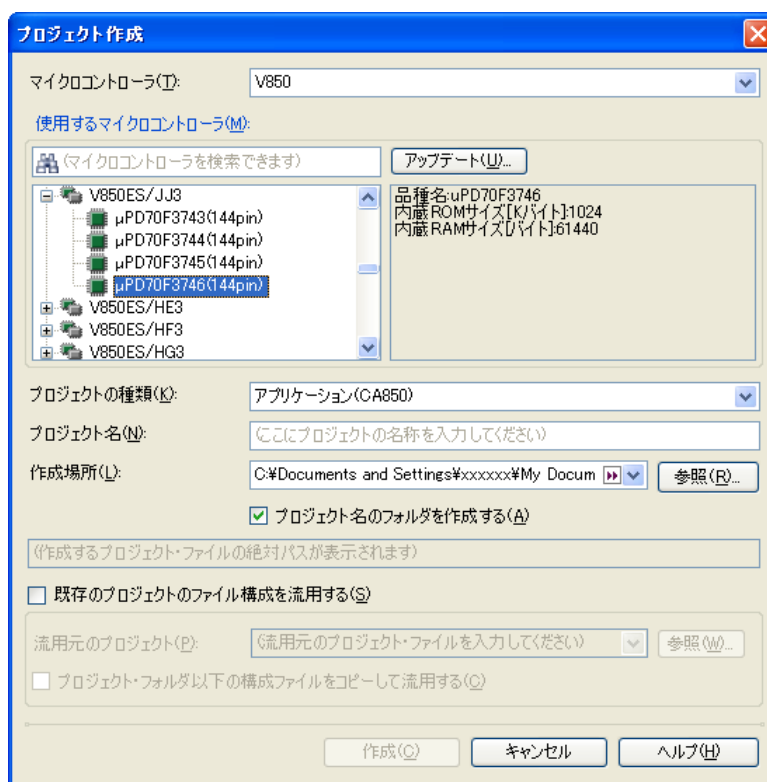 プロジェクト作成
マイクロコントローラ(T): V850
使用するマイクロコントローラ(M):
(マイクロコントローラを検索できます) アップデート(U)...
V850ES/JJ3
µPD70F3743(144pin)
µPD70F3744(144pin)
µPD70F3745(144pin)
µPD70F3746(144pin)
V850ES/HE3
V850ES/HF3
V850ES/HG3
品種名:uPD70F3746
内蔵ROMサイズ[Kバイト]:1024
内蔵RAMサイズ[バイト]:61440
プロジェクトの種類(K): アプリケーション(CA850)
プロジェクト名(N): (ここにプロジェクトの名称を入力してください)
作成場所(L): C:¥Documents and Settings¥xxxxxx¥My Docum 参照(R)...
プロジェクト名のフォルダを作成する(A)
(作成するプロジェクト・ファイルの絶対パスが表示されます)
既存のプロジェクトのファイル構成を流用する(S)
流用元のプロジェクト(P): (流用元のプロジェクト・ファイルを入力してください) 参照(W)...
プロジェクト・フォルダ以下の構成ファイルをコピーして流用する(C)
作成(C) キャンセル ヘルプ(H)